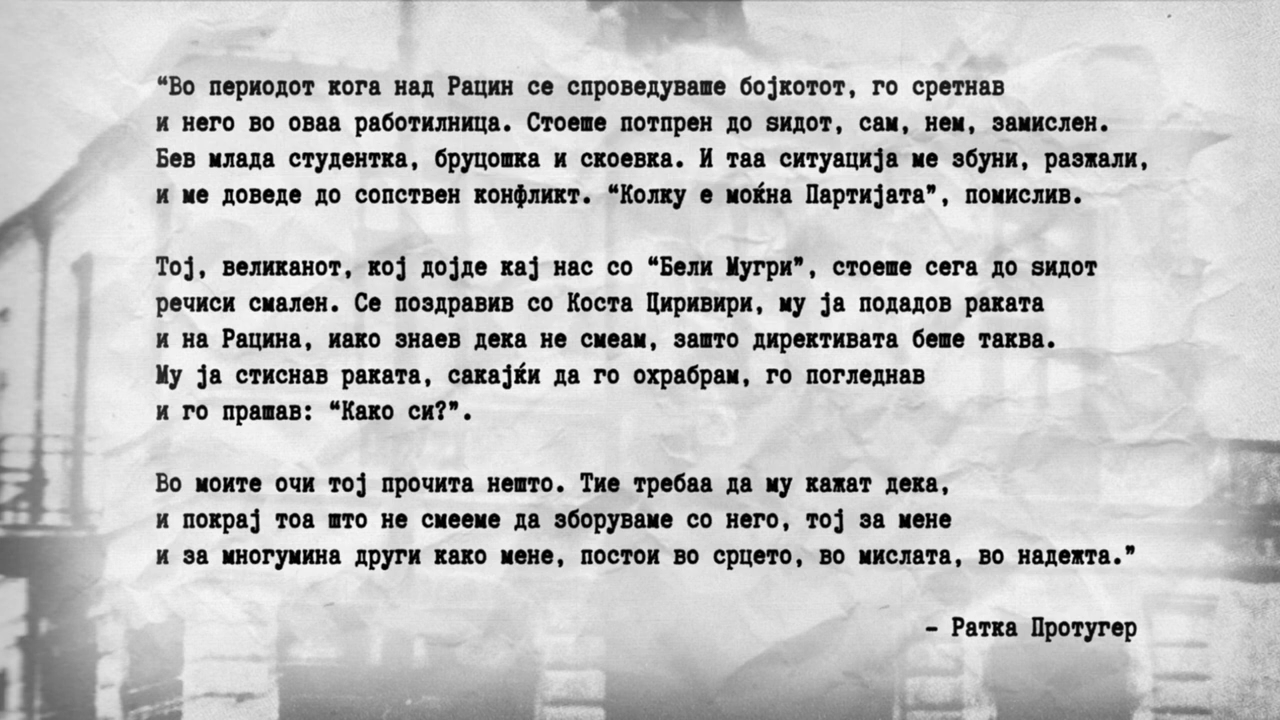 “Во периодот кога над Рацин се спроведуваше бојкотот, го сретнав
и него во оваа работилница. Стоеше потпрен до ѕидот, сам, нем, замислен.
Бев млада студентка, бруцошка и скоевка. И таа ситуација ме збуни, разжали,
и ме доведе до сопствен конфликт. “Колку е моќна Партијата”, помислив.
Тој, великанот, кој дојде кај нас со “Бели Мугри”, стоеше сега до ѕидот
речиси смален. Се поздравив со Коста Циривири, му ја подадов раката
и на Рацина, иако знаев дека не смеам, зашто директивата беше таква.
Му ја стиснав раката, сакајќи да го охрабрам, го погледнав
и го прашав: “Како си?”.
Во моите очи тој прочита нешто. Тие требаа да му кажат дека,
и покрај тоа што не смееме да зборуваме со него, тој за мене
и за многумина други како мене, постои во срцето, во мислата, во надежта.”
– Ратка Протугер